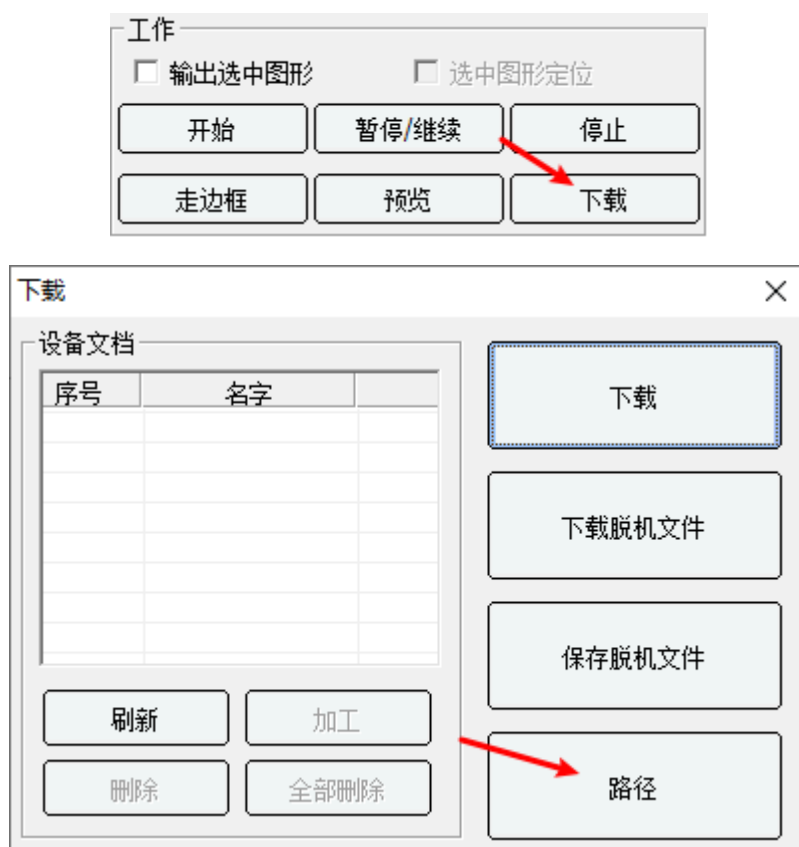 工作
输出选中图形 选中图形定位
开始 暂停/继续 停止
走边框 预览 下载
下载
设备文档
序号 名字
下载
下载脱机文件
保存脱机文件
刷新 加工
删除 全部删除
路径